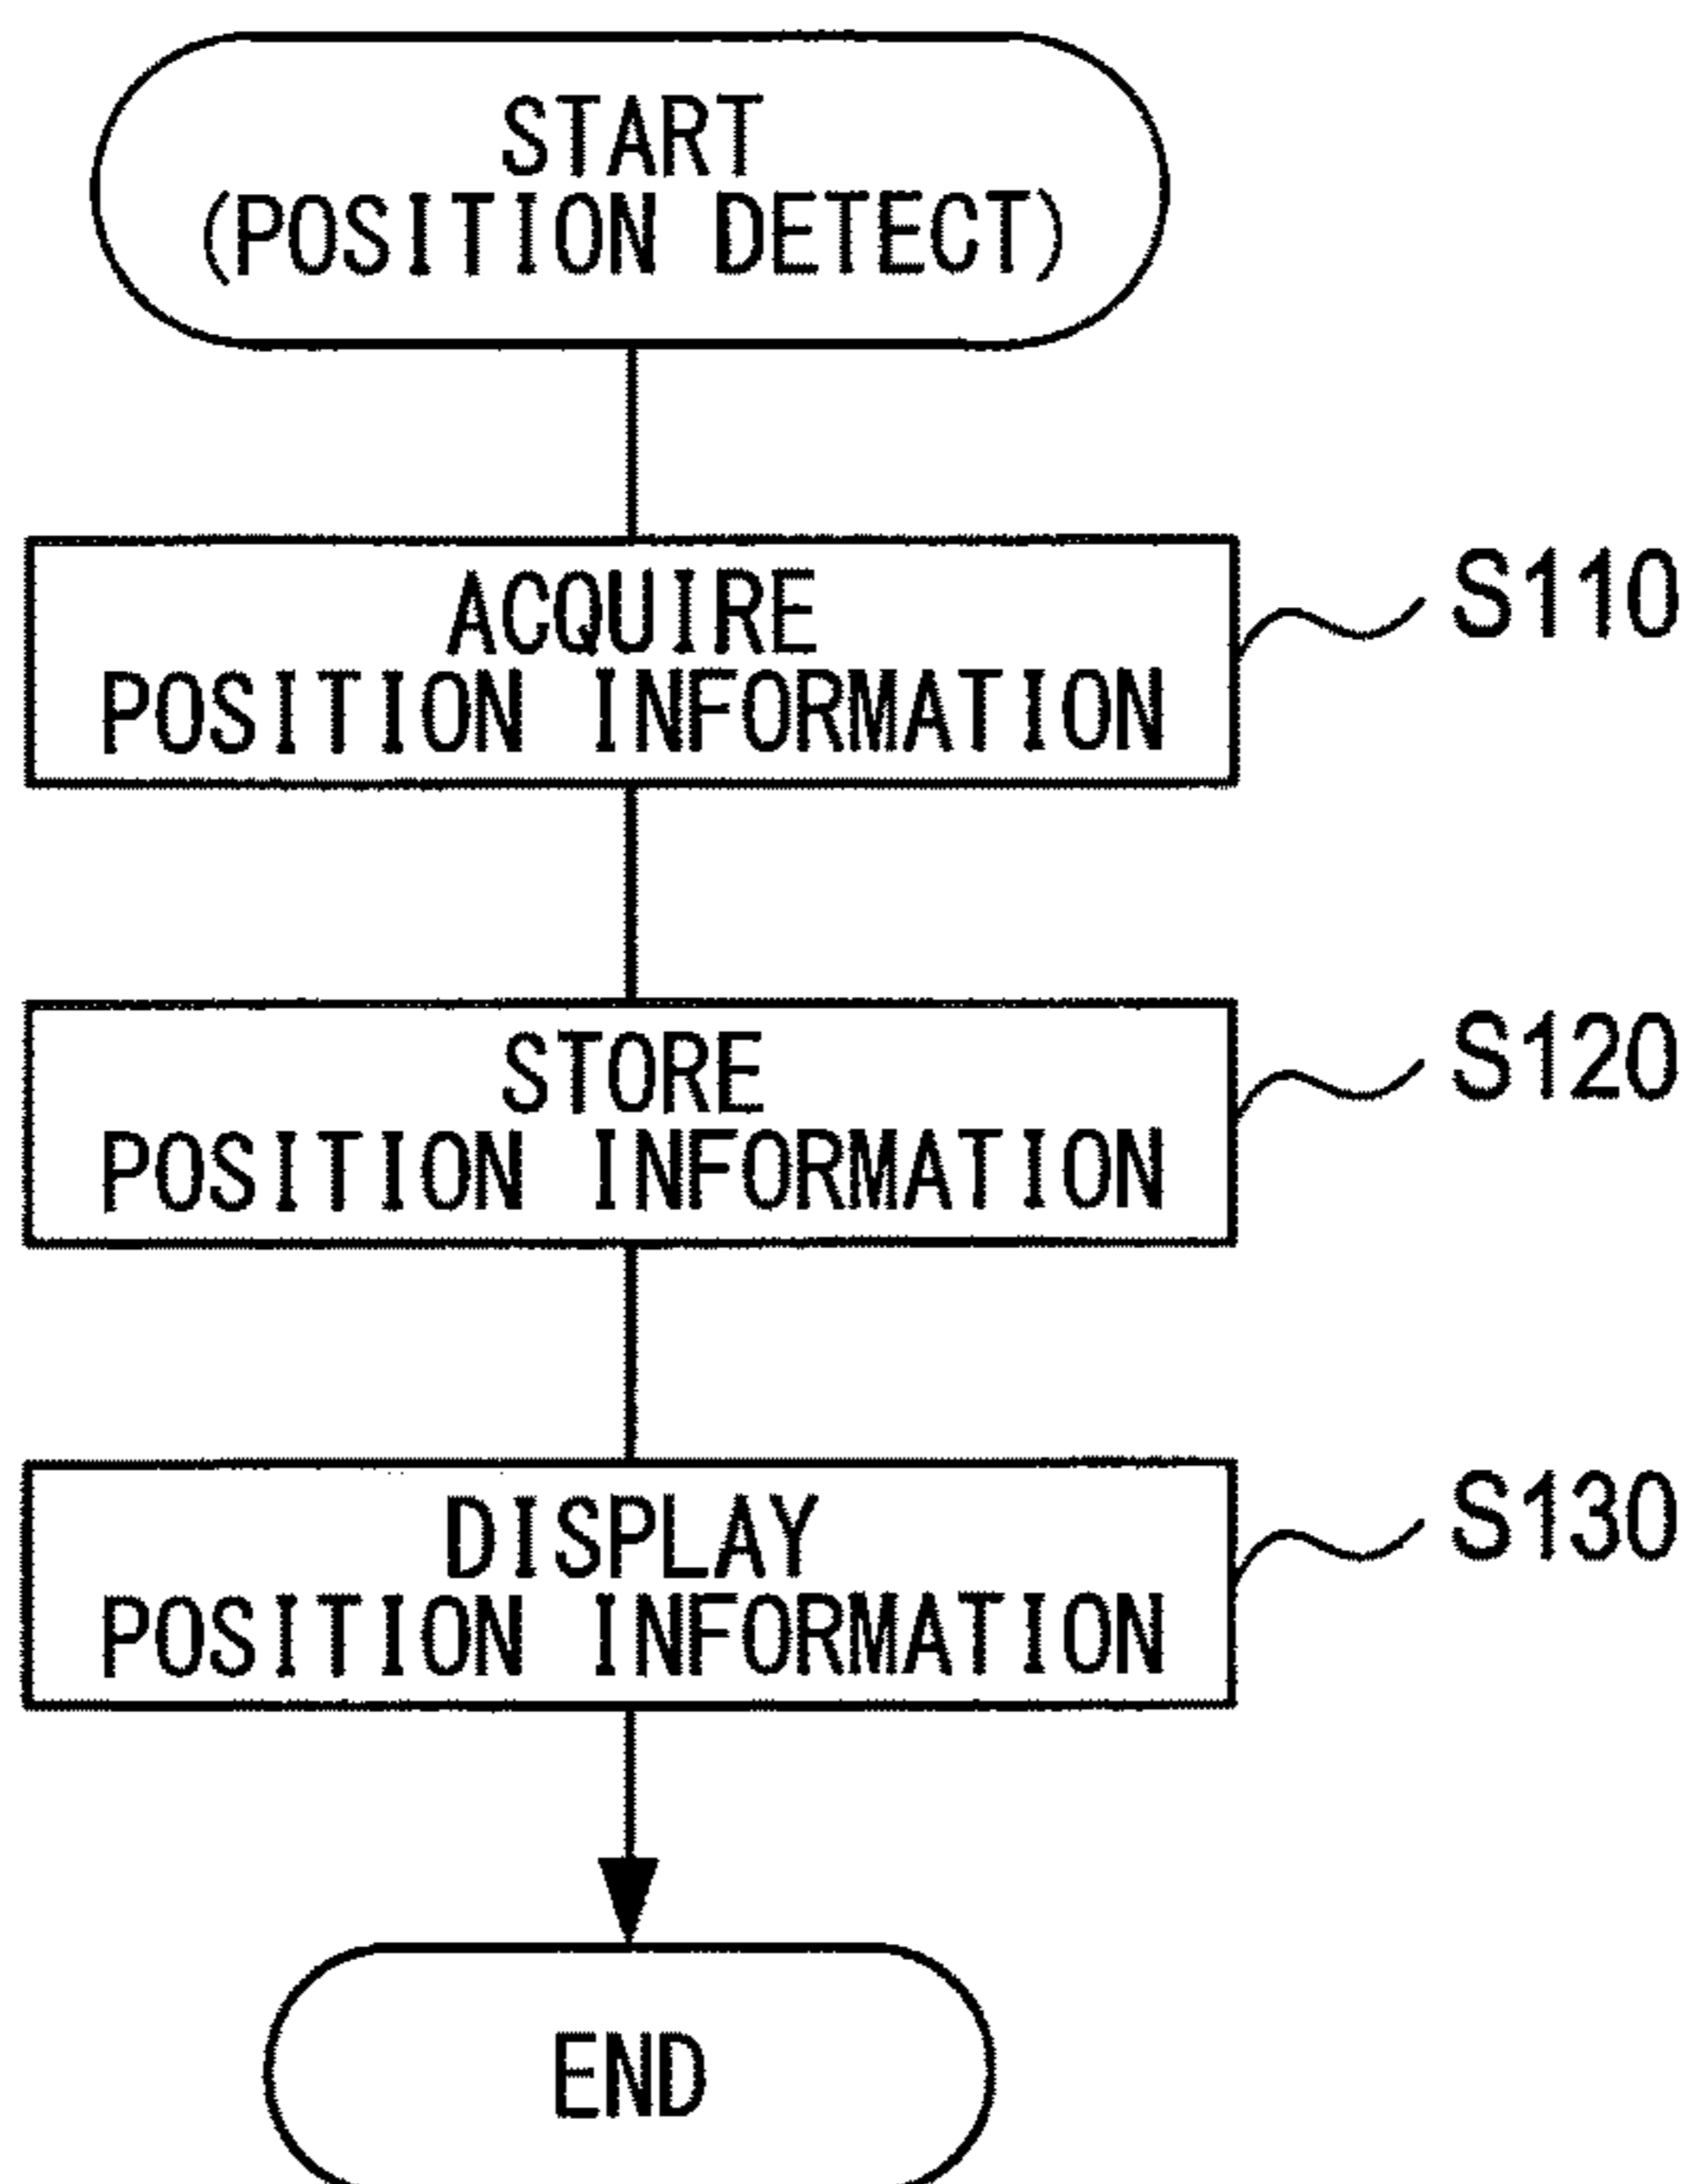 START
(POSITION DETECT)
ACQUIRE
POSITION INFORMATION
S110
STORE
POSITION INFORMATION
S120
DISPLAY
POSITION INFORMATION
S130
END